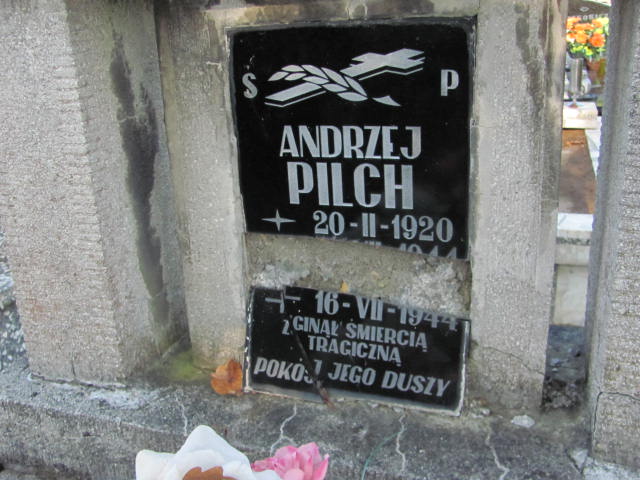 Ś P
ANDRZEJ
PILCH
20-II-1920
16-VII-1944
ZGINĄŁ ŚMIERCIĄ
TRAGICZNĄ
POKÓJ JEGO DUSZY